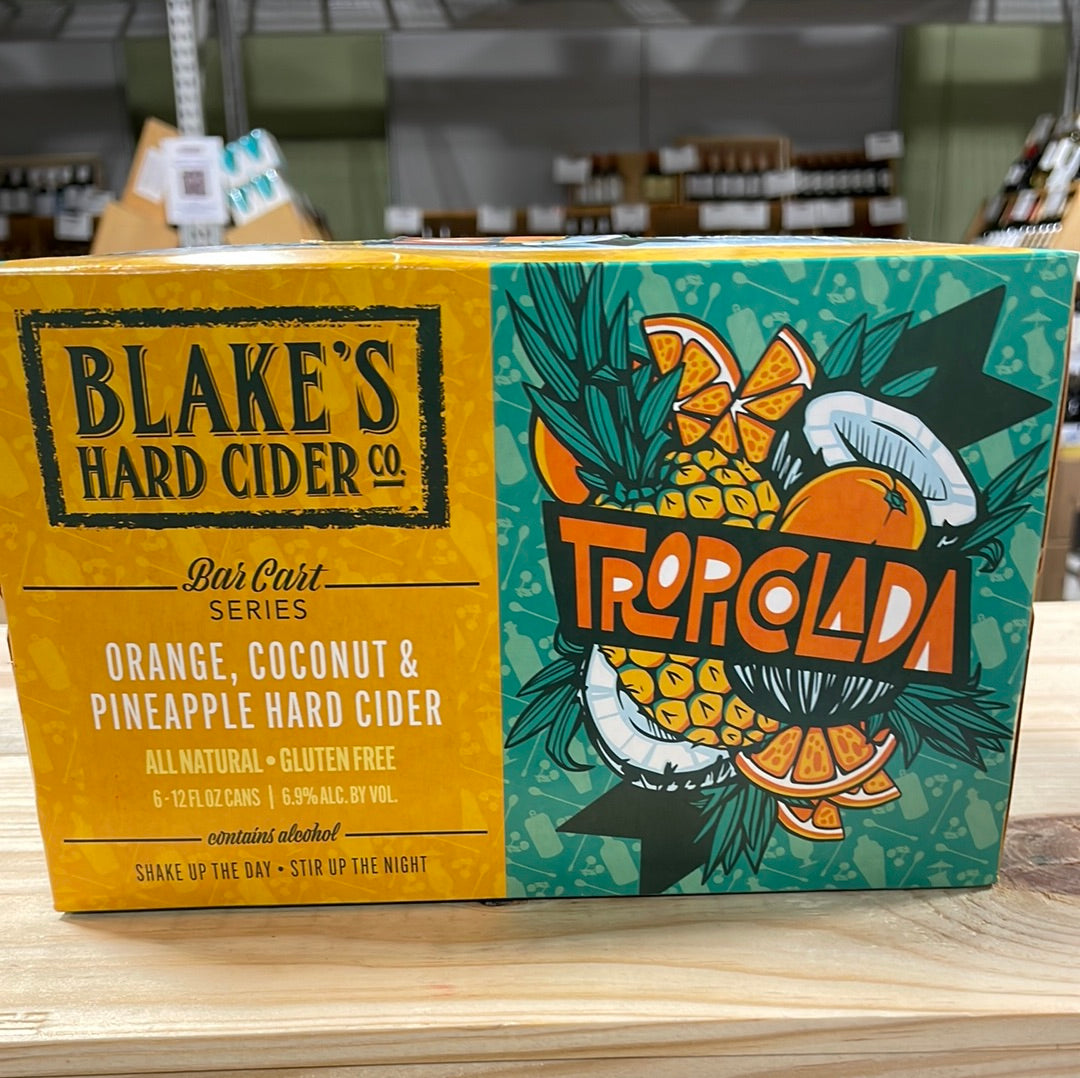 BLAKE'S
HARD CIDER CO.
Bar Cart
SERIES
ORANGE, COCONUT &
PINEAPPLE HARD CIDER
ALL NATURAL • GLUTEN FREE
6-12 FL OZ CANS | 6.9% ALC. BY VOL.
contains alcohol
SHAKE UP THE DAY • STIR UP THE NIGHT
TROPICOLADA